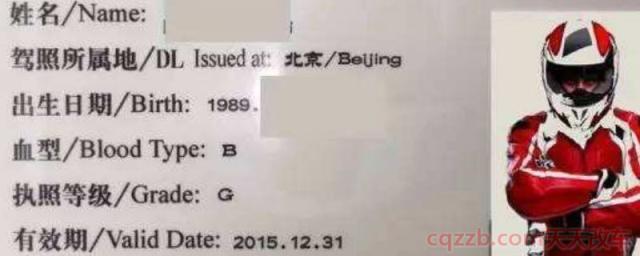 姓名/Name:
驾照所属地/DL Issued at: 北京/Beijing
出生日期/Birth: 1989.
血型/Blood Type: B
执照等级/Grade: G
有效期/Valid Date: 2015.12.31
cqzzb.com天天改车